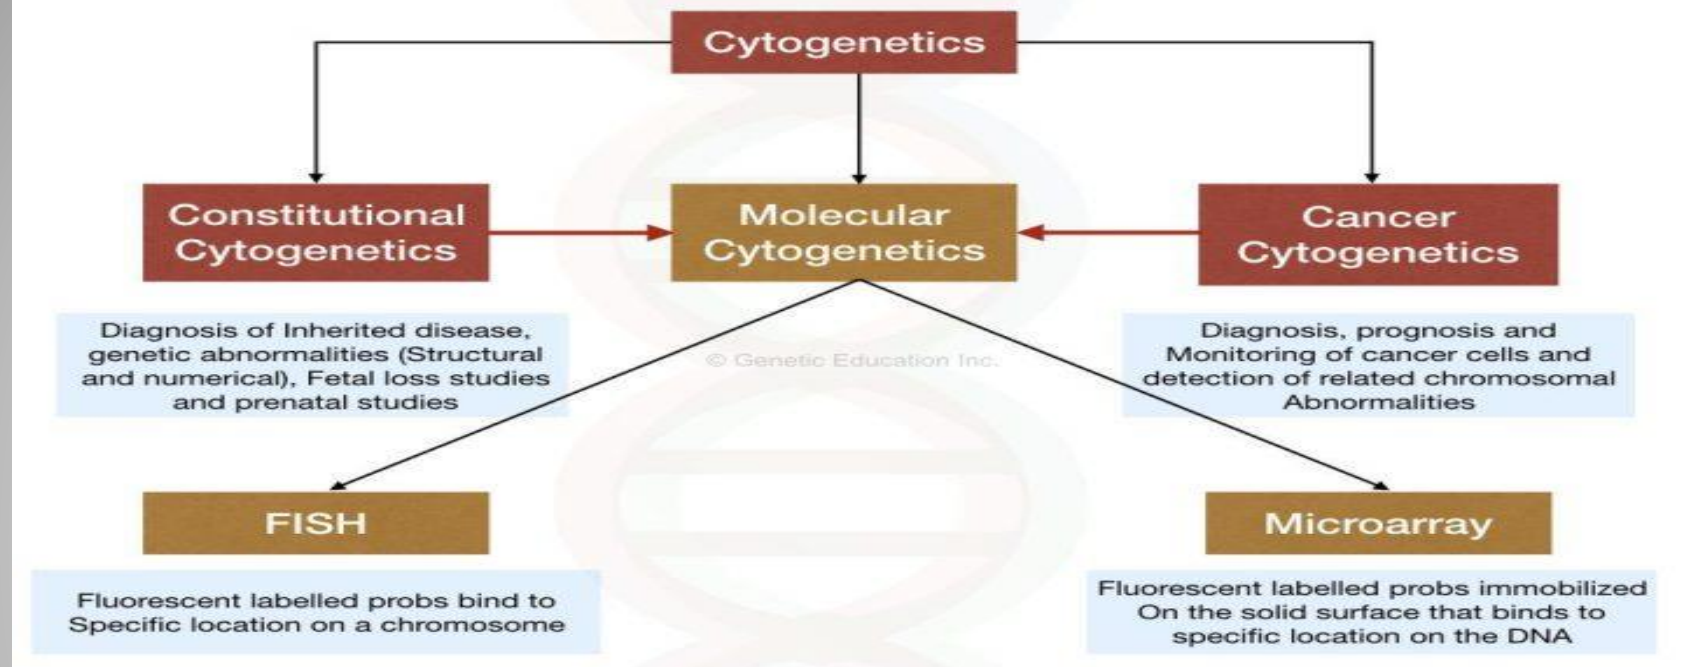 Cytogenetics
Constitutional
Cytogenetics
Molecular
Cytogenetics
Cancer
Cytogenetics
Diagnosis of Inherited disease,
genetic abnormalities (Structural
and numerical), Fetal loss studies
and prenatal studies
© Genetic Education Inc.
Diagnosis, prognosis and
Monitoring of cancer cells and
detection of related chromosomal
Abnormalities
FISH
Microarray
Fluorescent labelled probs bind to
Specific location on a chromosome
Fluorescent labelled probs immobilized
On the solid surface that binds to
specific location on the DNA